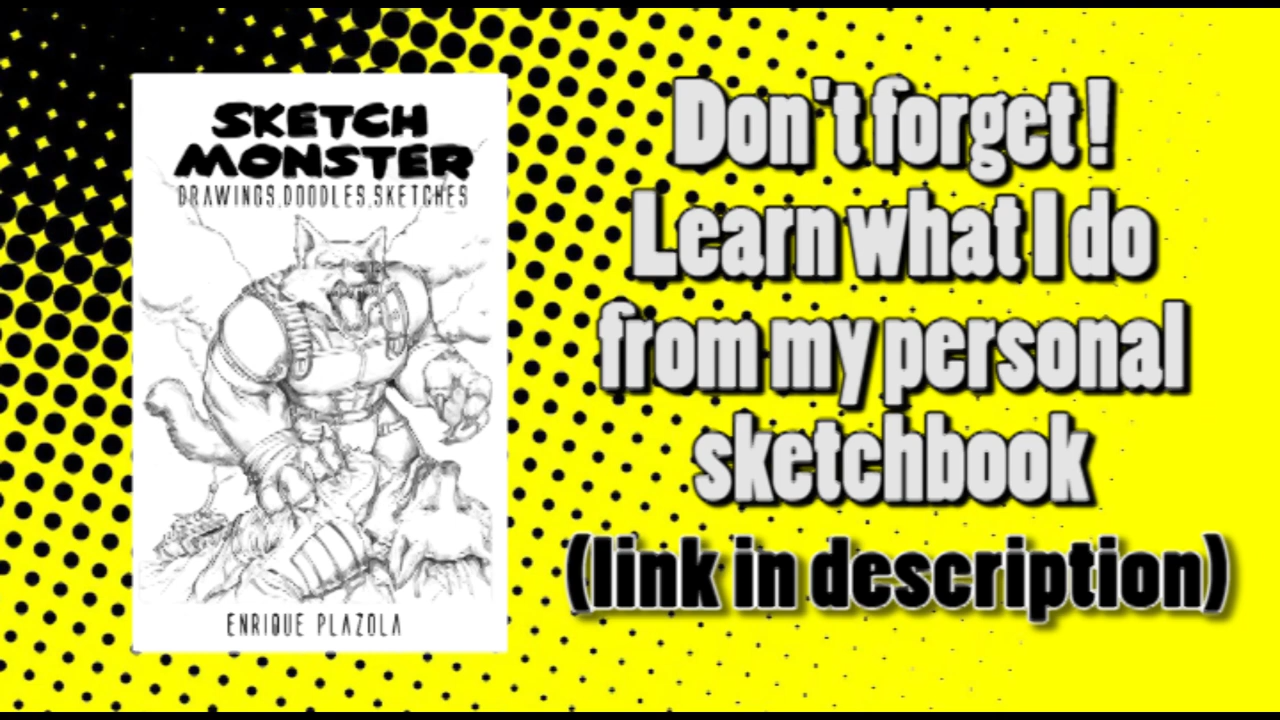 SKETCH
MONSTER
DRAWINGS.DOODLES.SKETCHES
ENRIQUE PLAZOLA
Don't forget!
Learn what I do
from my personal
sketchbook
(link in description)